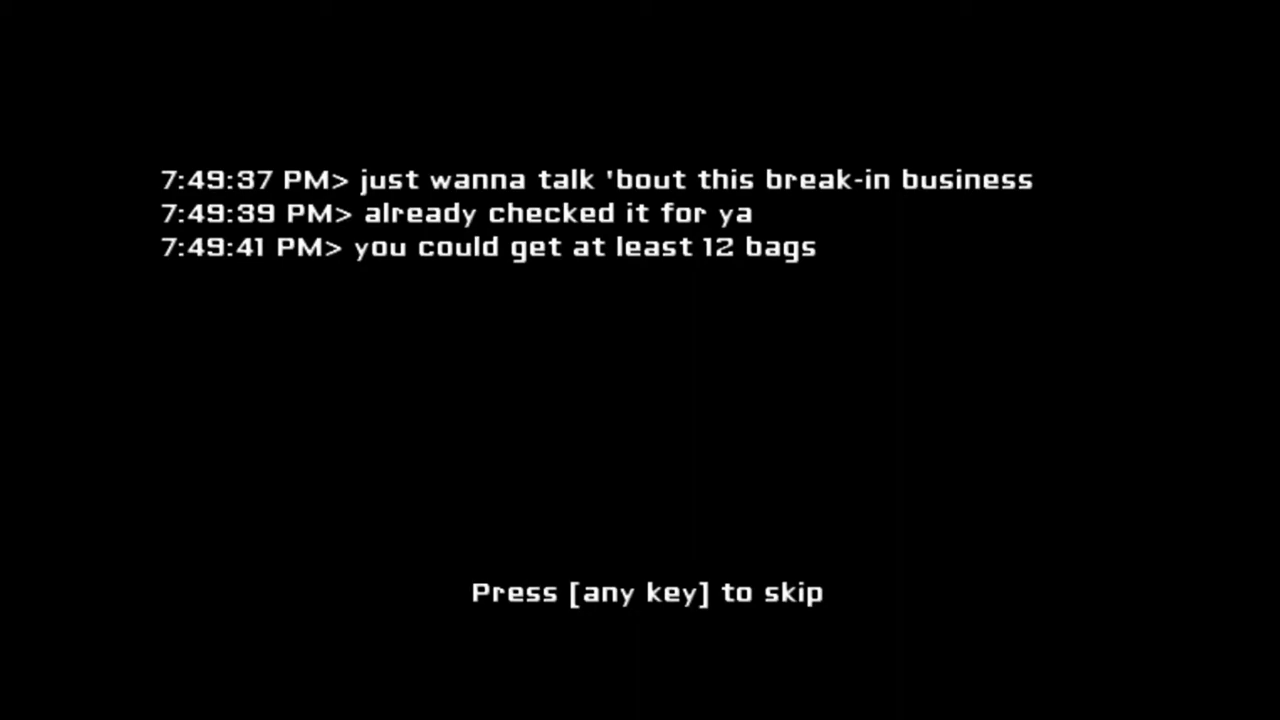 7:49:37 PM> just wanna talk 'bout this break-in business
7:49:39 PM> already checked it for ya
7:49:41 PM> you could get at least 12 bags
Press [any key] to skip